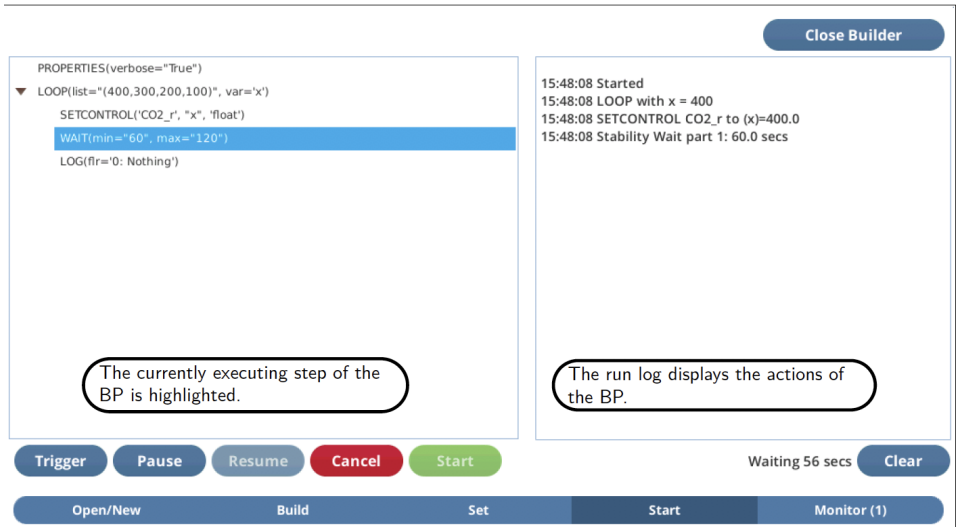 Close Builder
PROPERTIES(verbose="True")
LOOP(list="(400,300,200,100)", var='x')
SETCONTROL('CO2_r', "x", 'float')
WAIT(min="60", max="120")
LOG(flr='0: Nothing')
15:48:08 Started
15:48:08 LOOP with x = 400
15:48:08 SETCONTROL CO2_r to (x)=400.0
15:48:08 Stability Wait part 1: 60.0 secs
The currently executing step of the
BP is highlighted.
The run log displays the actions of
the BP.
Trigger Pause Resume Cancel Start
Waiting 56 secs Clear
Open/New Build Set Start Monitor (1)